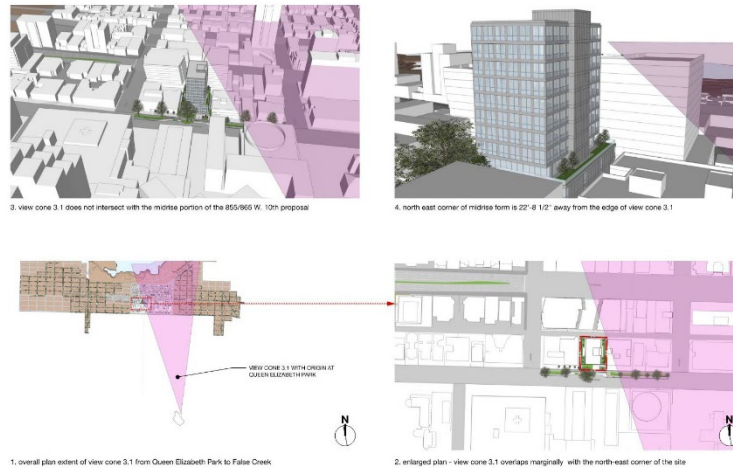 3. view cone 3.1 does not intersect with the midrise portion of the 855/865 W. 10th proposal
4. north east corner of midrise form is 22'-8 1/2" away from the edge of view cone 3.1
VIEW CONE 3.1 WITH ORIGIN AT
QUEEN ELIZABETH PARK
N
N
1. overall plan extent of view cone 3.1 from Queen Elizabeth Park to False Creek
2. enlarged plan - view cone 3.1 overlaps marginally with the north-east corner of the site